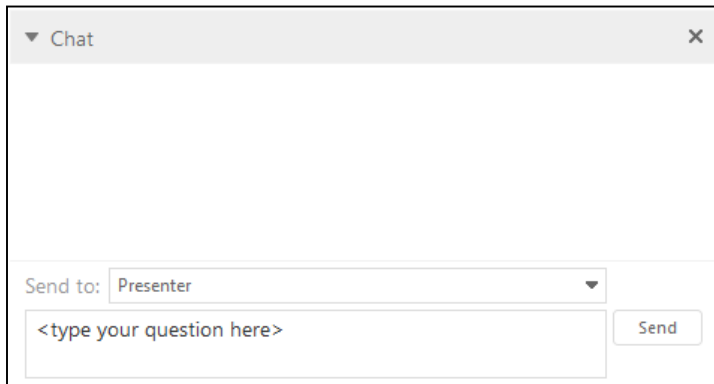 Chat
Send to: Presenter
<type your question here>
Send